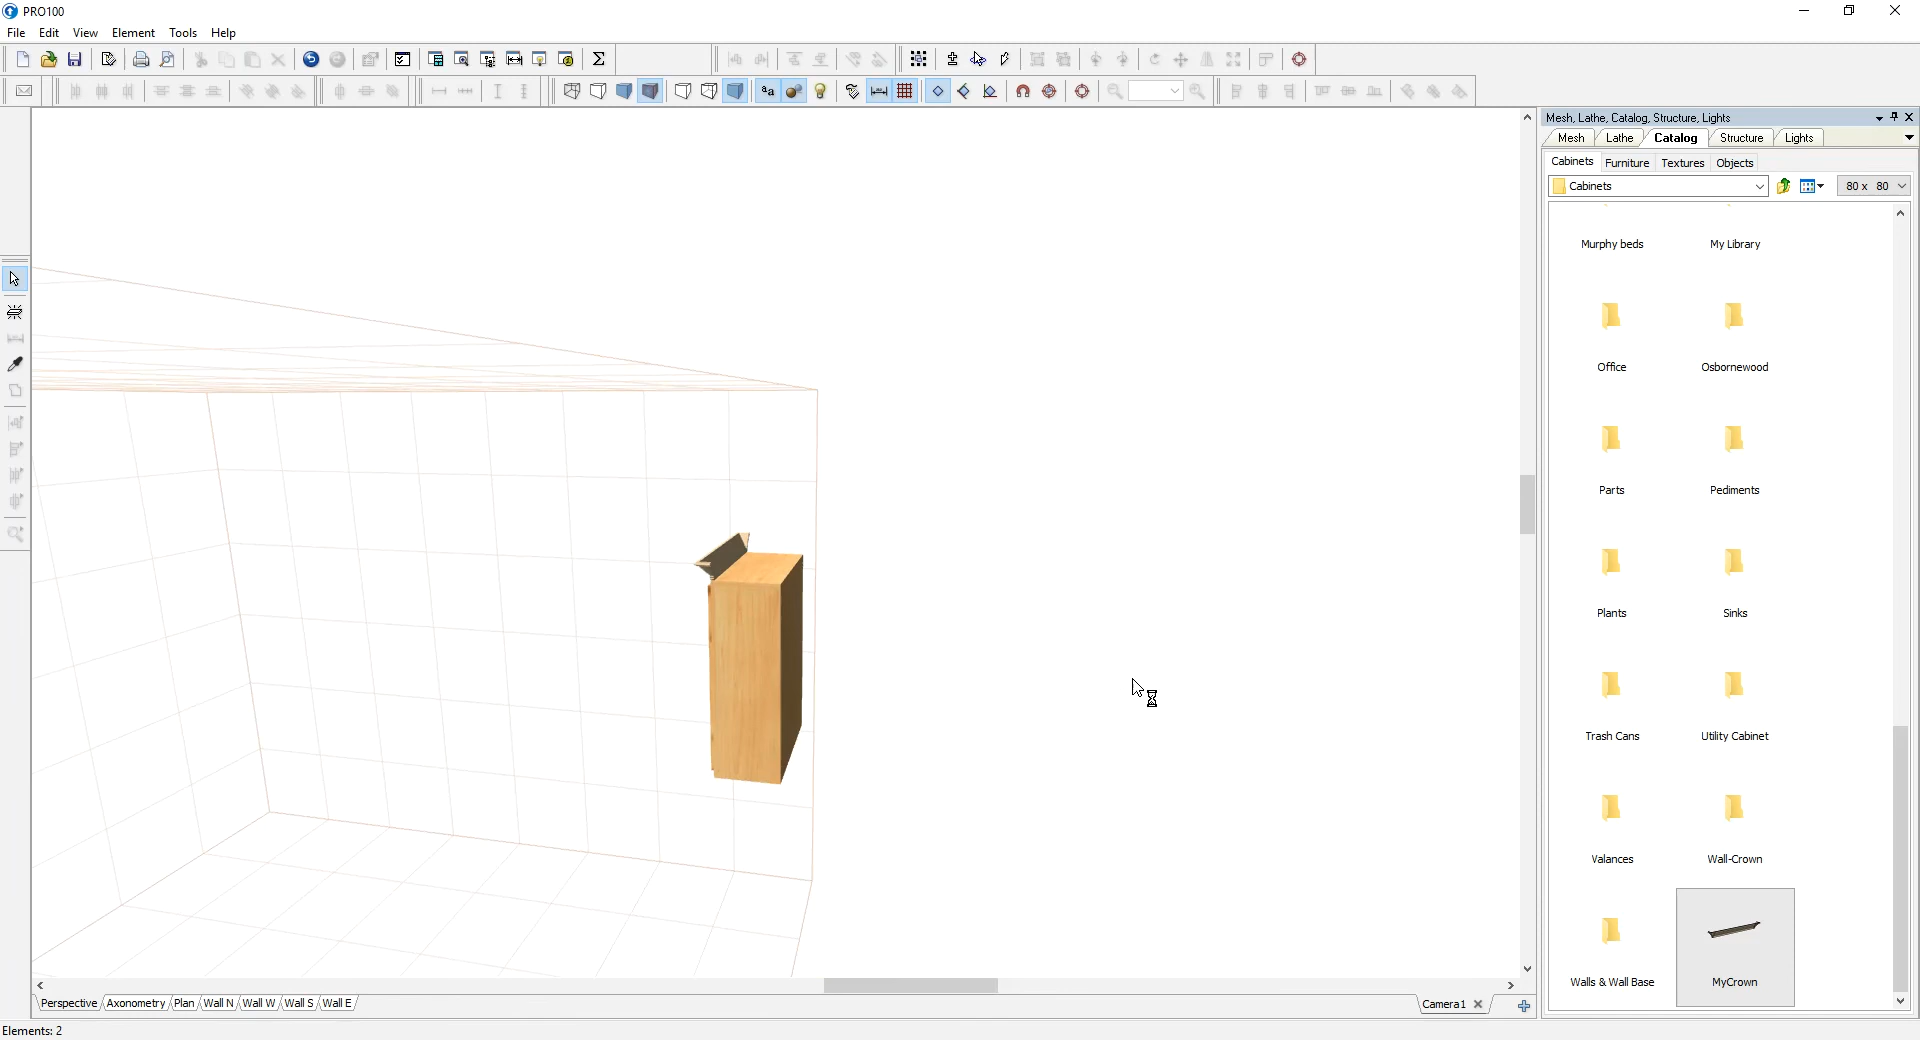 PRO100
File Edit View Element Tools Help
aa
Mesh, Lathe, Catalog, Structure, Lights
Mesh Lathe Catalog Structure Lights
Cabinets Furniture Textures Objects
Cabinets 80 x 80
Murphy beds My Library
Office Osbornewood
Parts Pediments
Plants Sinks
Trash Cans Utility Cabinet
Valances Wall-Crown
Walls & Wall Base MyCrown
Perspective Axonometry Plan Wall N Wall W Wall S Wall E Camera1
Elements: 2